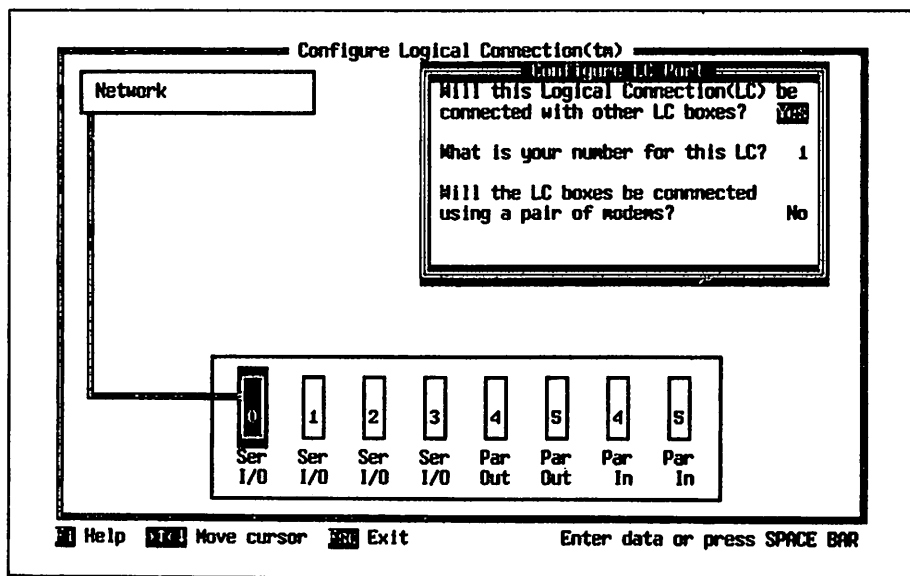 Configure Logical Connection(tm)
Network
Configure LC Port
Will this Logical Connection(LC) be
connected with other LC boxes? Yes
What is your number for this LC? 1
Will the LC boxes be connnected
using a pair of modems? No
0 1 2 3 4 5 4 5
Ser Ser Ser Ser Par Par Par Par
I/O I/O I/O I/O Out Out In In
F1 Help Move cursor ESC Exit Enter data or press SPACE BAR